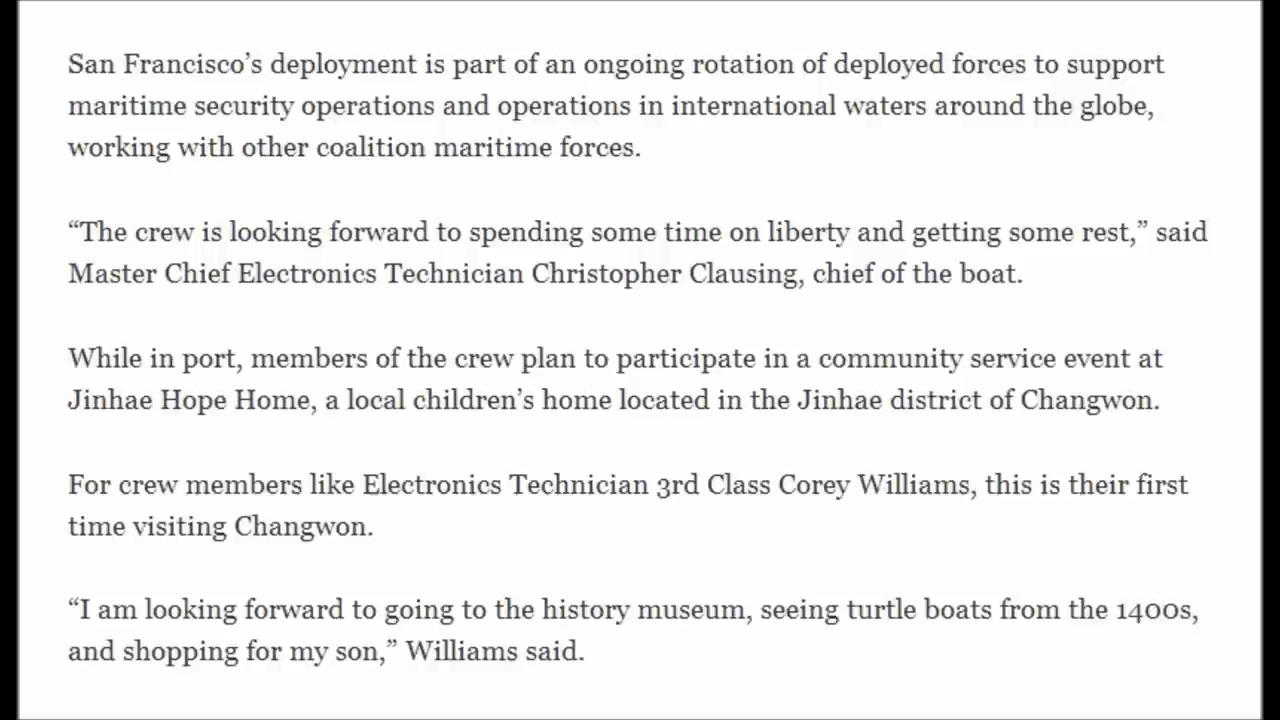 San Francisco’s deployment is part of an ongoing rotation of deployed forces to support
maritime security operations and operations in international waters around the globe,
working with other coalition maritime forces.
“The crew is looking forward to spending some time on liberty and getting some rest,” said
Master Chief Electronics Technician Christopher Clausing, chief of the boat.
While in port, members of the crew plan to participate in a community service event at
Jinhae Hope Home, a local children’s home located in the Jinhae district of Changwon.
For crew members like Electronics Technician 3rd Class Corey Williams, this is their first
time visiting Changwon.
“I am looking forward to going to the history museum, seeing turtle boats from the 1400s,
and shopping for my son,” Williams said.